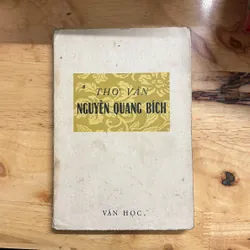 THƠ VĂN
NGUYỄN QUANG BÍCH
VĂN HỌC